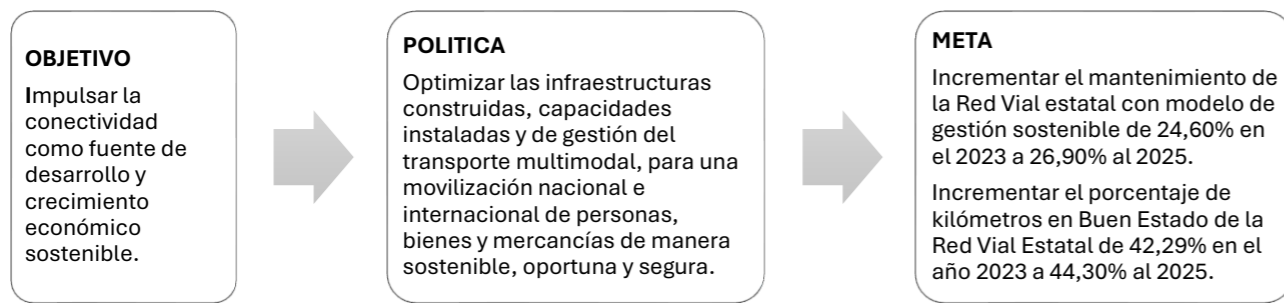 OBJETIVO
Impulsar la
conectividad
como fuente de
desarrollo y
crecimiento
económico
sostenible.
POLITICA
Optimizar las infraestructuras
construidas, capacidades
instaladas y de gestión del
transporte multimodal, para una
movilización nacional e
internacional de personas,
bienes y mercancías de manera
sostenible, oportuna y segura.
META
Incrementar el mantenimiento de
la Red Vial estatal con modelo de
gestión sostenible de 24,60% en
el 2023 a 26,90% al 2025.
Incrementar el porcentaje de
kilómetros en Buen Estado de la
Red Vial Estatal de 42,29% en el
año 2023 a 44,30% al 2025.